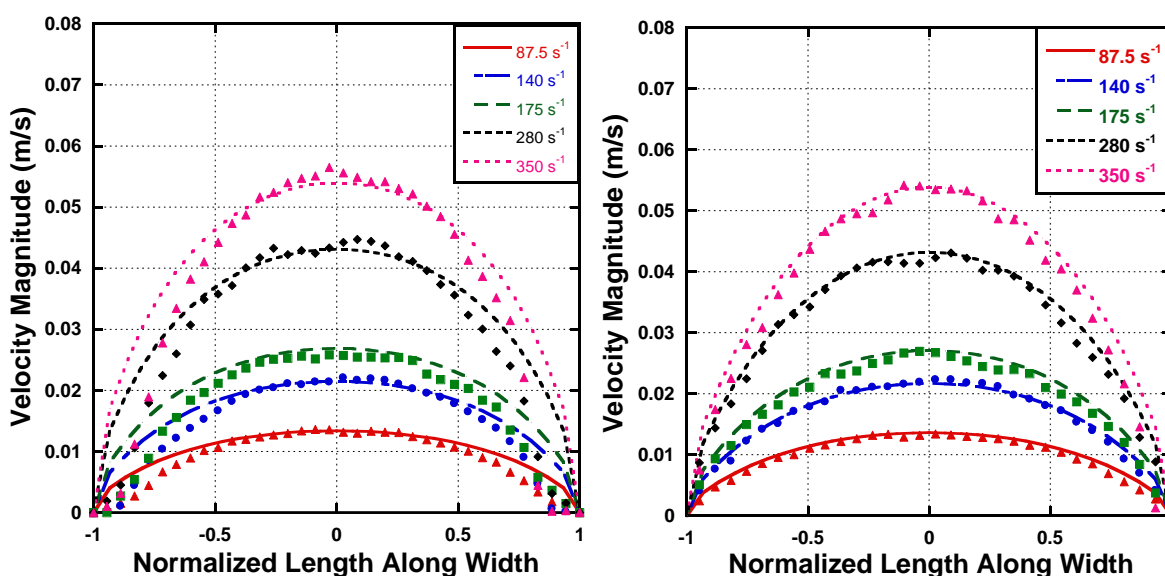 0.08
0.07
0.06
0.05
0.04
0.03
0.02
0.01
0
Velocity Magnitude (m/s)
87.5 s⁻¹
140 s⁻¹
175 s⁻¹
280 s⁻¹
350 s⁻¹
-1 -0.5 0 0.5 1
Normalized Length Along Width
0.08
0.07
0.06
0.05
0.04
0.03
0.02
0.01
0
Velocity Magnitude (m/s)
87.5 s⁻¹
140 s⁻¹
175 s⁻¹
280 s⁻¹
350 s⁻¹
-1 -0.5 0 0.5
Normalized Length Along Width